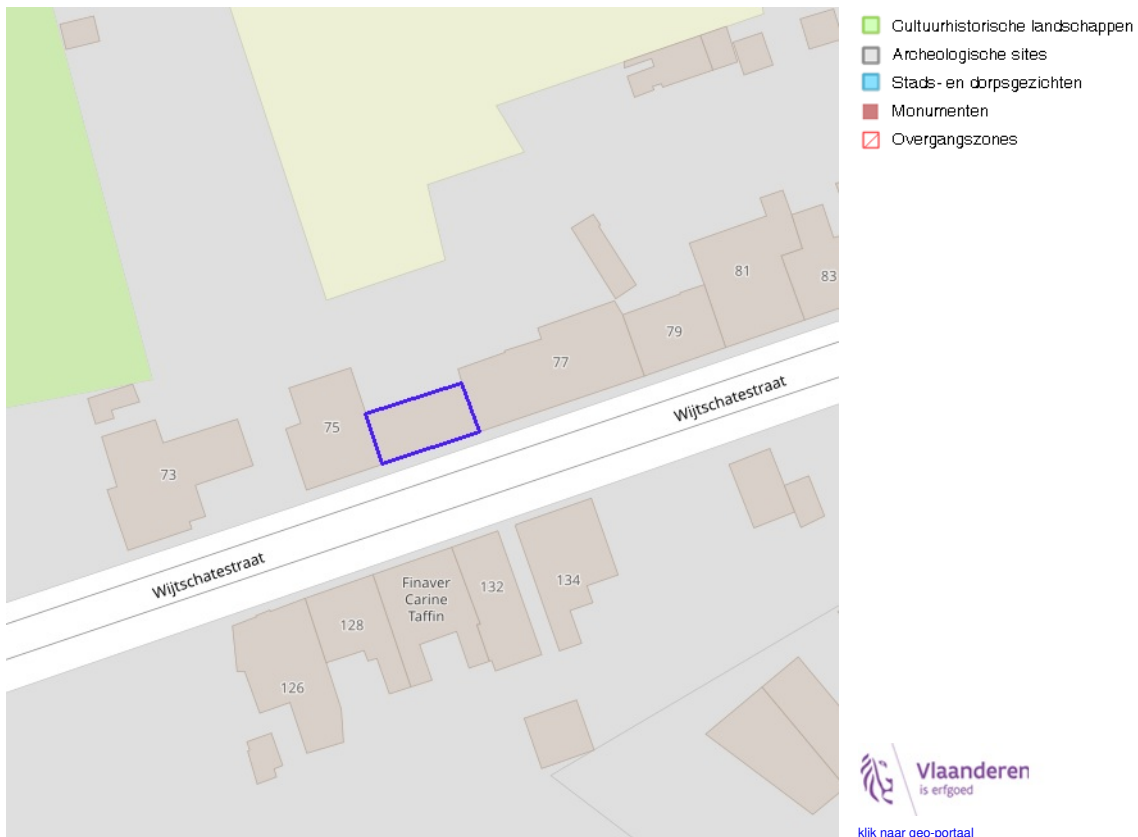 Cultuurhistorische landschappen
Archeologische sites
Stads- en dorpsgezichten
Monumenten
Overgangszones
81
83
79
77
Wijtschatestraat
75
73
Wijtschatestraat
Finaver
Carine
Taffin
132
134
128
126
Vlaanderen
is erfgoed
klik naar geo-portaal